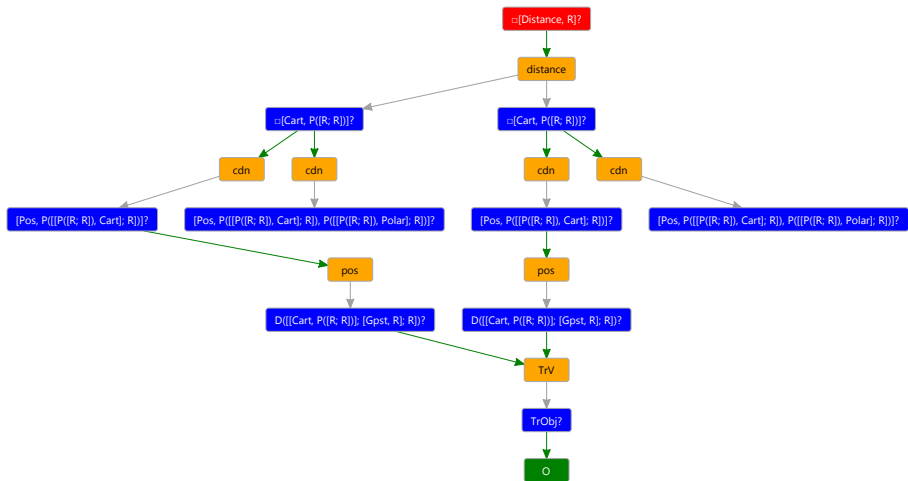 □[Distance, R]?
distance
□[Cart, P([R; R])]?
□[Cart, P([R; R])]?
cdn
cdn
cdn
cdn
[Pos, P([[P([R; R]), Cart]; R])]?
[Pos, P([[P([R; R]), Cart]; R]), P([[P([R; R]), Polar]; R])]?
[Pos, P([[P([R; R]), Cart]; R])]?
[Pos, P([[P([R; R]), Cart]; R]), P([[P([R; R]), Polar]; R])]?
pos
pos
D([[Cart, P([R; R])]; [Gpst, R]; R])?
D([[Cart, P([R; R])]; [Gpst, R]; R])?
TrV
TrObj?
O